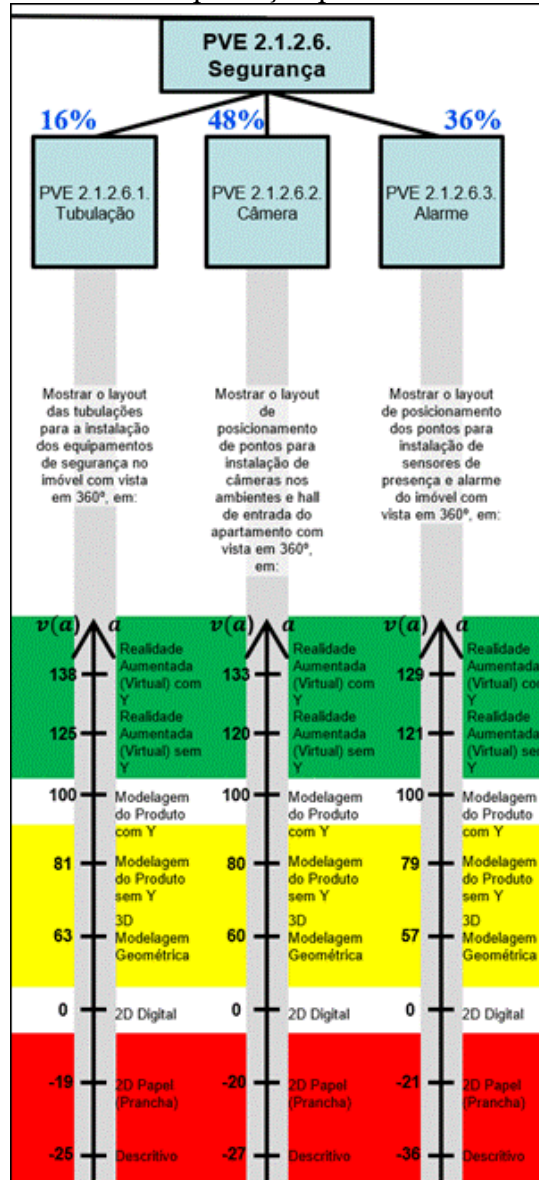 PVE 2.1.2.6.
Segurança
16%
48%
36%
PVE 2.1.2.6.1.
Tubulação
PVE 2.1.2.6.2.
Câmera
PVE 2.1.2.6.3.
Alarme
Mostrar o layout
das tubulações
para a instalação
dos equipamentos
de segurança no
imóvel com vista
em 360º, em:
Mostrar o layout
de
posicionamento
de pontos para
instalação de
câmeras nos
ambientes e hall
de entrada do
apartamento com
vista em 360º,
em:
Mostrar o layout
de posicionamento
dos pontos para
instalação de
sensores de
presença e alarme
do imóvel com
vista em 360º, em:
v(a) a
138 Realidade
Aumentada
(Virtual) com
Y
125 Realidade
Aumentada
(Virtual) sem
Y
100 Modelagem
do Produto
com Y
81 Modelagem
do Produto
sem Y
63 3D
Modelagem
Geométrica
0 2D Digital
-19 2D Papel
(Prancha)
-25 Descritivo
v(a) a
133 Realidade
Aumentada
(Virtual) com
Y
120 Realidade
Aumentada
(Virtual) sem
Y
100 Modelagem
do Produto
com Y
80 Modelagem
do Produto
sem Y
60 3D
Modelagem
Geométrica
0 2D Digital
-20 2D Papel
(Prancha)
-27 Descritivo
v(a) a
129 Realidade
Aumentada
(Virtual) com
Y
121 Realidade
Aumentada
(Virtual) sem
Y
100 Modelagem
do Produto
com Y
79 Modelagem
do Produto
sem Y
57 3D
Modelagem
Geométrica
0 2D Digital
-21 2D Papel
(Prancha)
-36 Descritivo